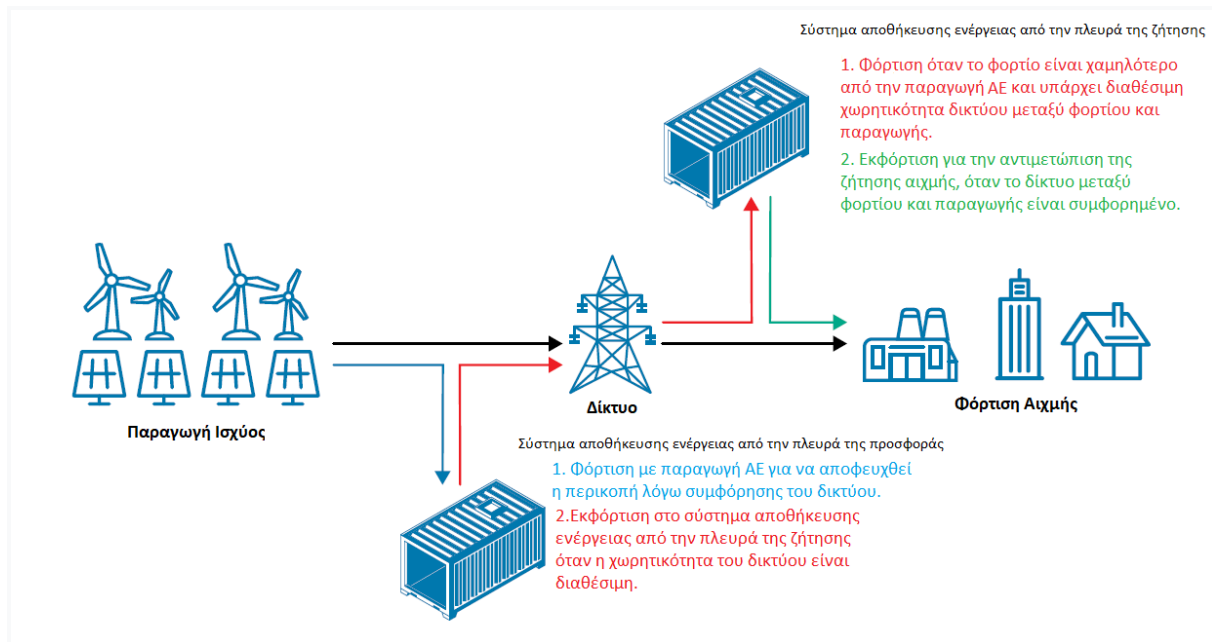 Σύστημα αποθήκευσης ενέργειας από την πλευρά της ζήτησης
1. Φόρτιση όταν το φορτίο είναι χαμηλότερο
από την παραγωγή ΑΕ και υπάρχει διαθέσιμη
χωρητικότητα δικτύου μεταξύ φορτίου και
παραγωγής.
2. Εκφόρτιση για την αντιμετώπιση της
ζήτησης αιχμής, όταν το δίκτυο μεταξύ
φορτίου και παραγωγής είναι συμφορημένο.
Παραγωγή Ισχύος
Δίκτυο
Φόρτιση Αιχμής
Σύστημα αποθήκευσης ενέργειας από την πλευρά της προσφοράς
1. Φόρτιση με παραγωγή ΑΕ για να αποφευχθεί
η περικοπή λόγω συμφόρησης του δικτύου.
2.Εκφόρτιση στο σύστημα αποθήκευσης
ενέργειας από την πλευρά της ζήτησης
όταν η χωρητικότητα του δικτύου είναι
διαθέσιμη.